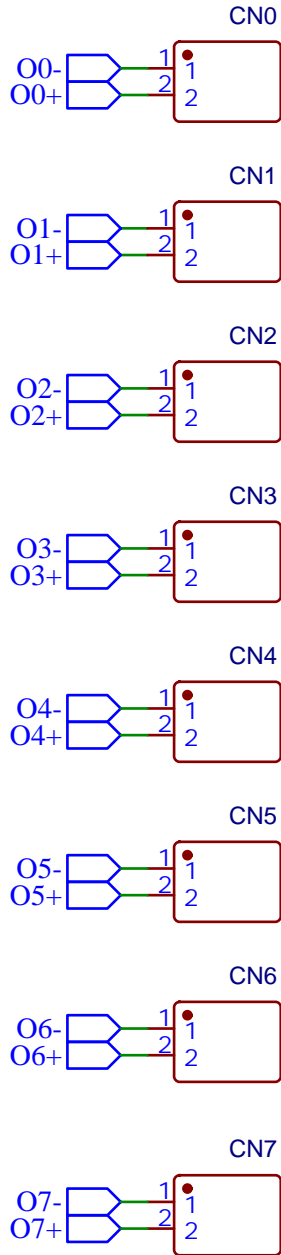 CN0
O0- 1 1
O0+ 2 2
CN1
O1- 1 1
O1+ 2 2
CN2
O2- 1 1
O2+ 2 2
CN3
O3- 1 1
O3+ 2 2
CN4
O4- 1 1
O4+ 2 2
CN5
O5- 1 1
O5+ 2 2
CN6
O6- 1 1
O6+ 2 2
CN7
O7- 1 1
O7+ 2 2